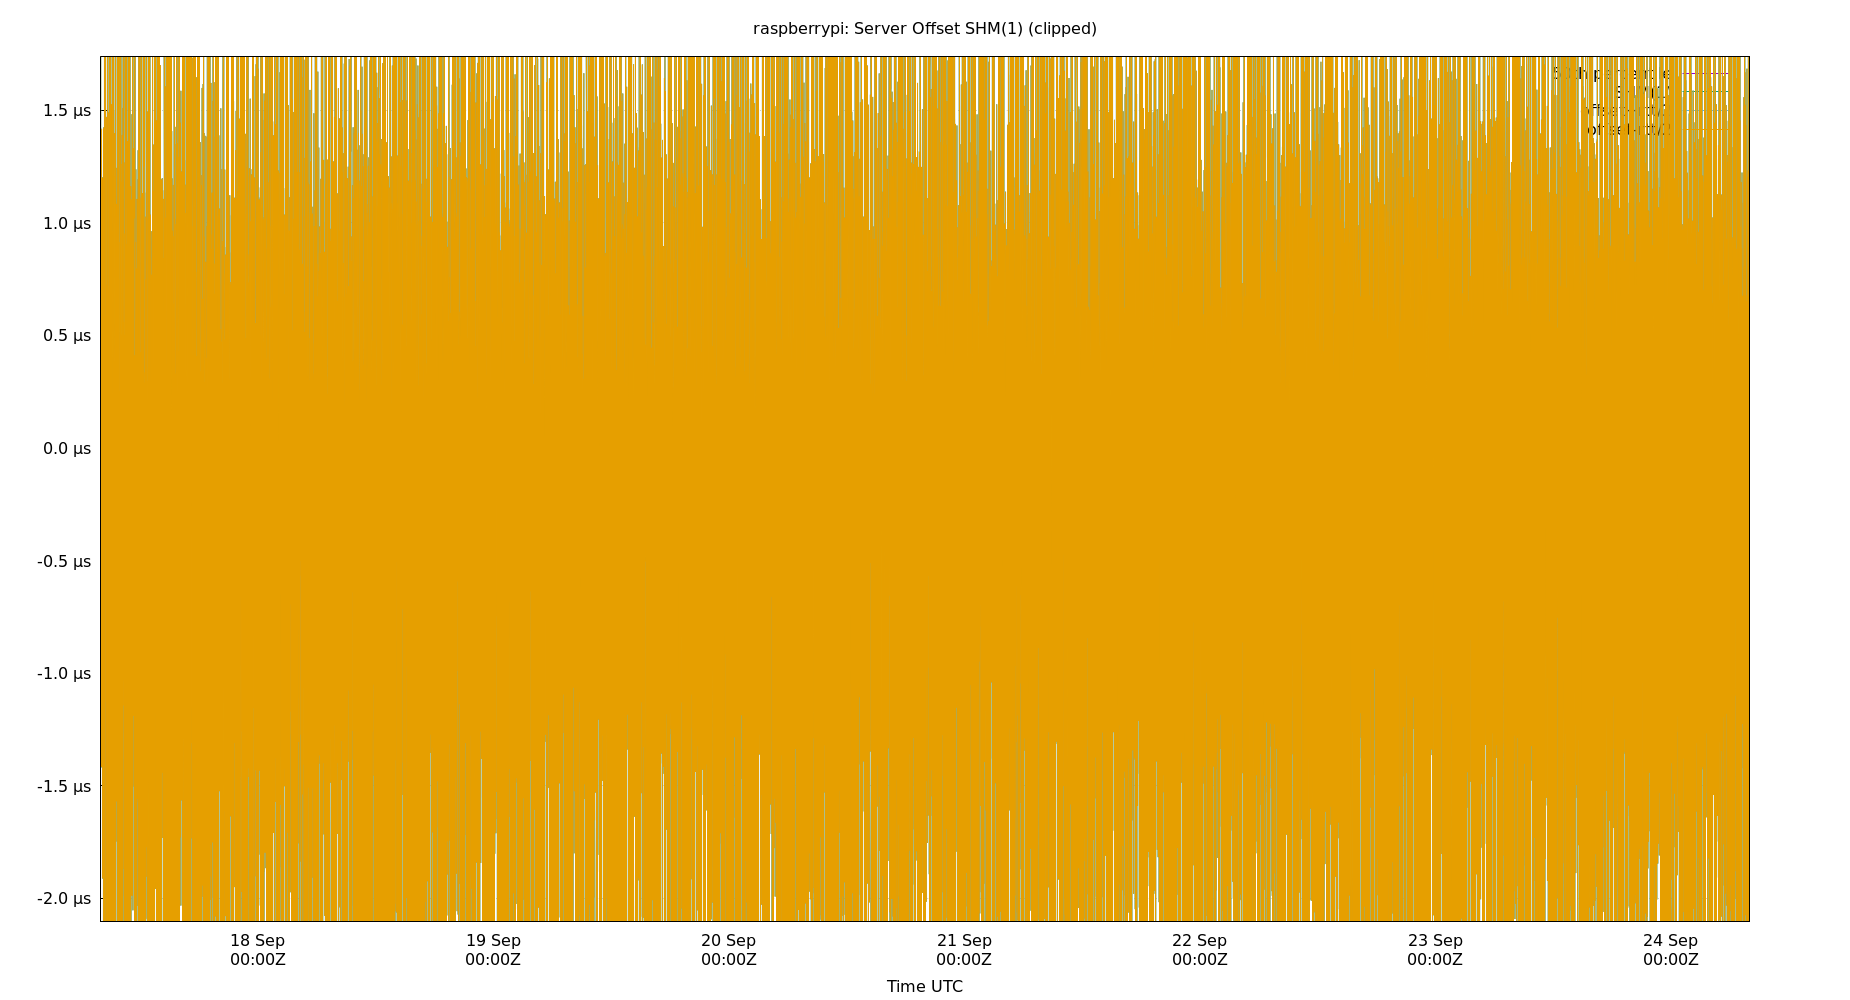 raspberrypi: Server Offset SHM(1) (clipped)
1.5 µs
1.0 µs
0.5 µs
0.0 µs
-0.5 µs
-1.0 µs
-1.5 µs
-2.0 µs
18 Sep 19 Sep 20 Sep 21 Sep 22 Sep 23 Sep 24 Sep
00:00Z 00:00Z 00:00Z 00:00Z 00:00Z 00:00Z 00:00Z
Time UTC